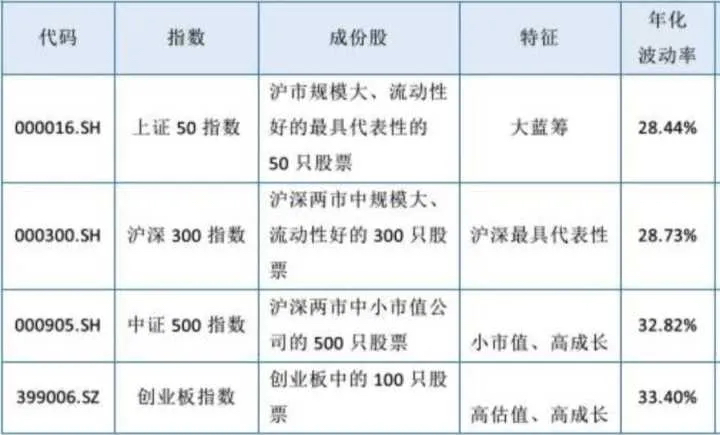 代码 指数 成份股 特征 年化
波动率
000016.SH 上证 50 指数 沪市规模大、流动性
好的最具代表性的
50 只股票 大蓝筹 28.44%
000300.SH 沪深 300 指数 沪深两市中规模大、
流动性好的 300 只股
票 沪深最具代表性 28.73%
000905.SH 中证 500 指数 沪深两市中小市值公
司的 500 只股票 小市值、高成长 32.82%
399006.SZ 创业板指数 创业板中的 100 只股
票 高估值、高成长 33.40%